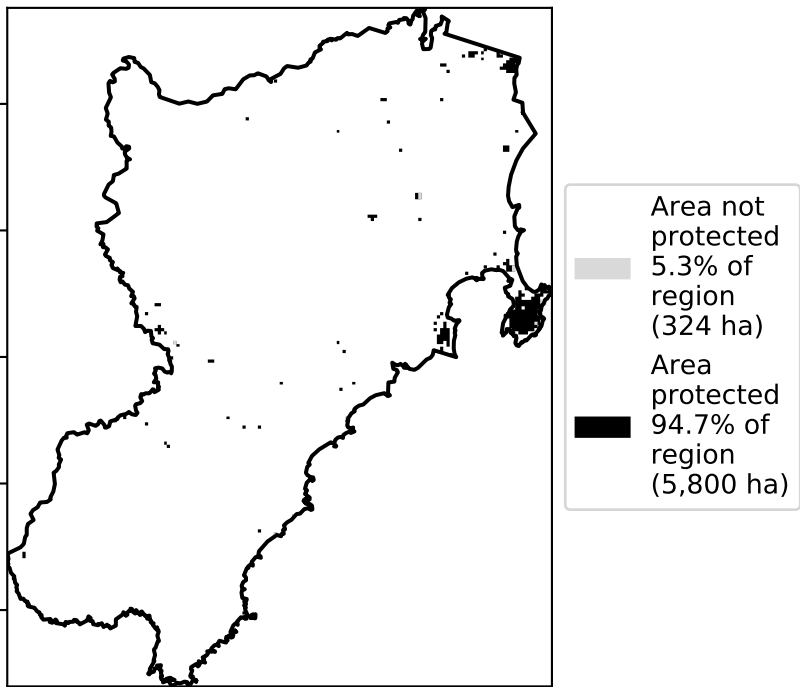 Area not
protected
5.3% of
region
(324 ha)
Area
protected
94.7% of
region
(5,800 ha)